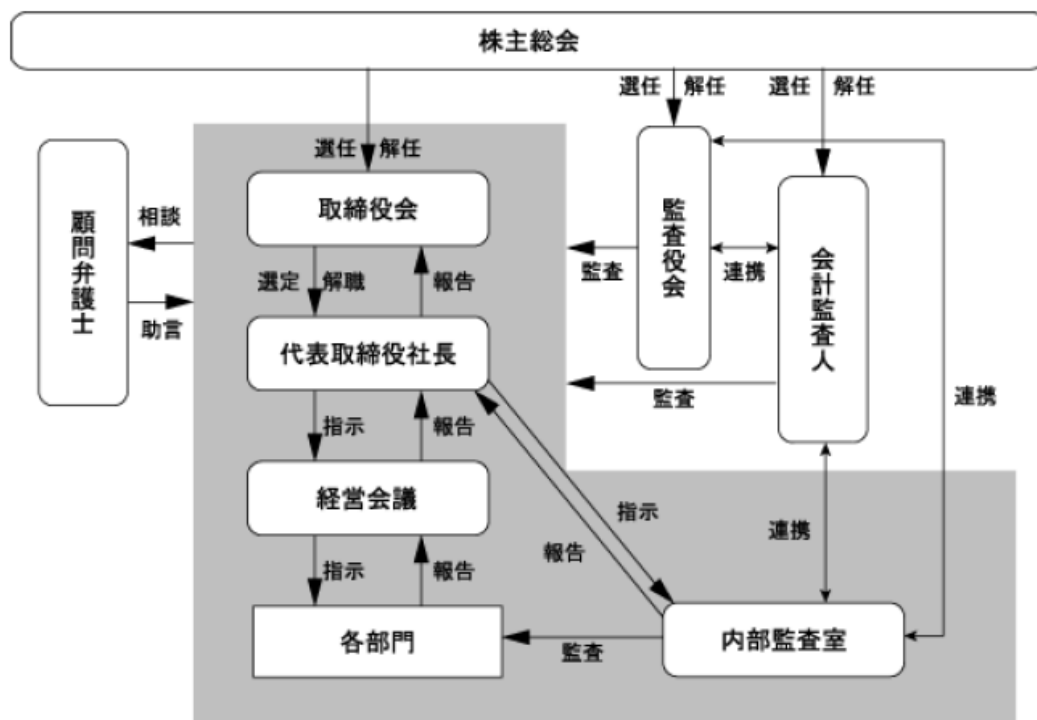 株主総会
選任 解任
選任 解任
選任 解任
顧問弁護士
相談
助言
取締役会
選定 解職
報告
代表取締役社長
指示
報告
経営会議
指示
報告
各部門
監査役会
監査
連携
会計監査人
監査
連携
連携
指示
報告
監査
内部監査室